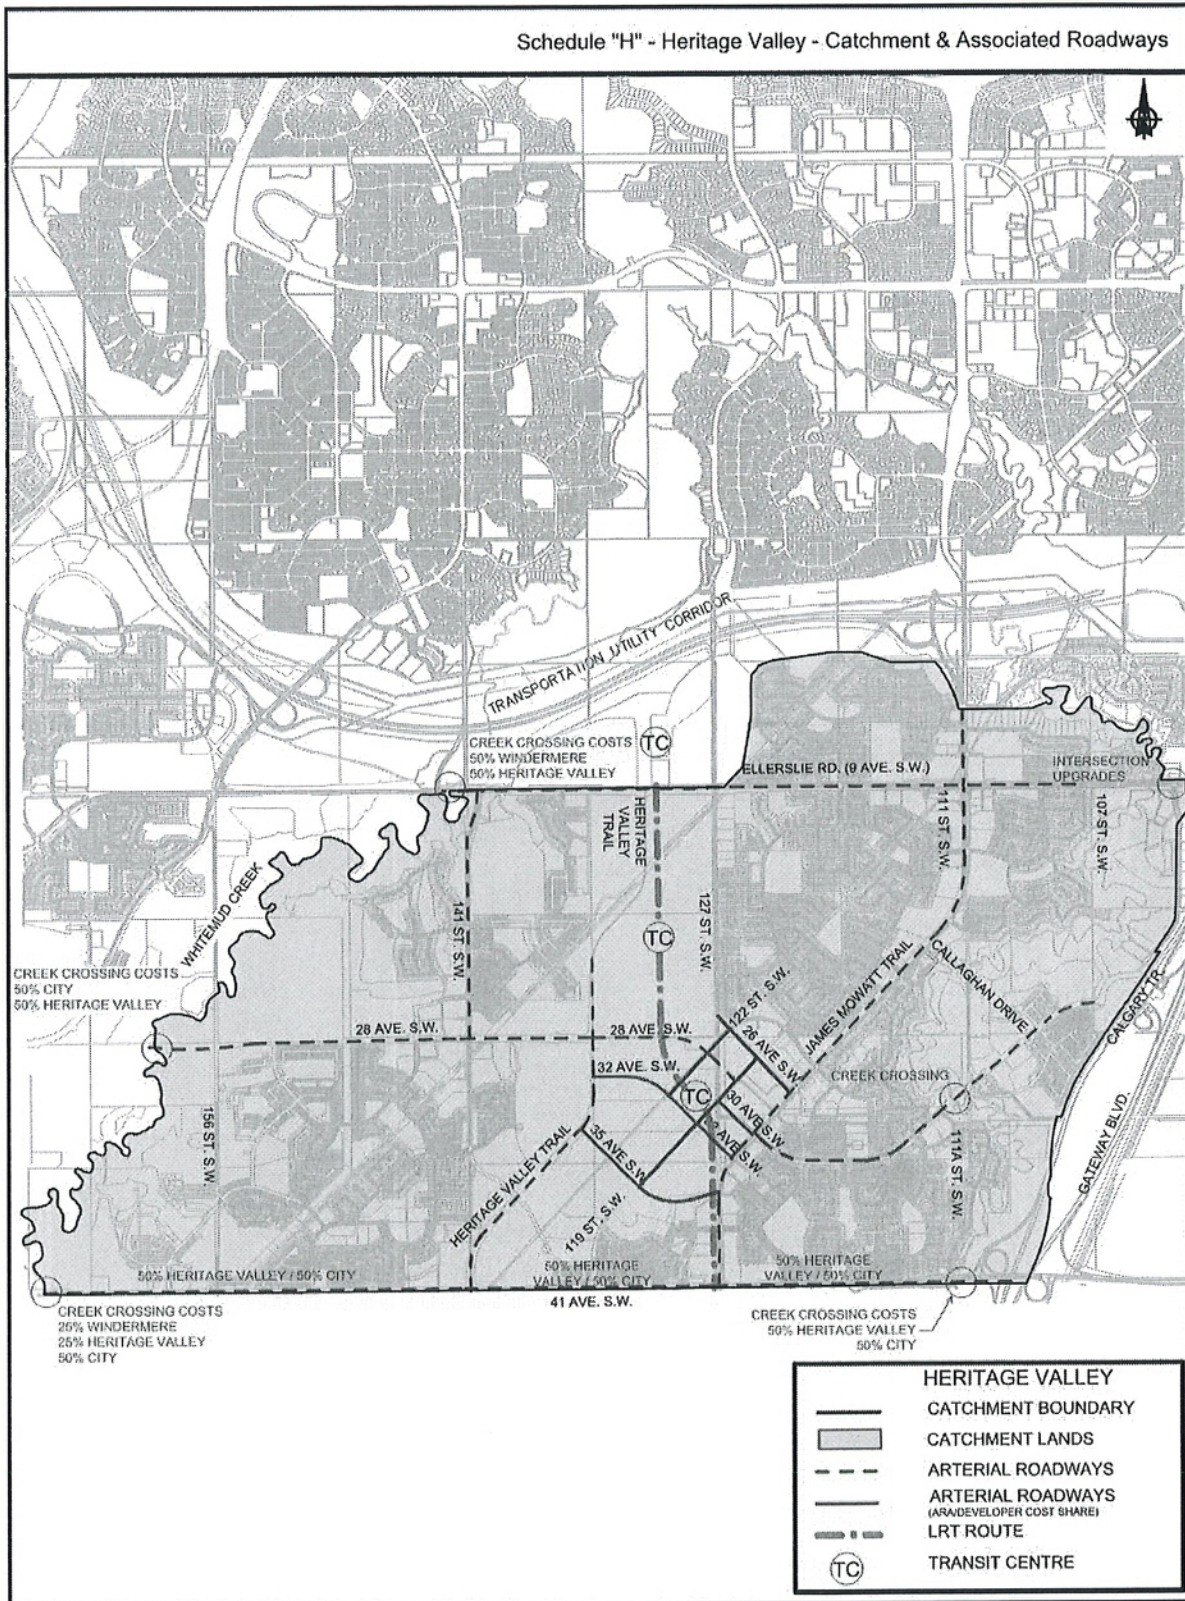 Schedule "H" - Heritage Valley - Catchment & Associated Roadways
TRANSPORTATION UTILITY CORRIDOR
CREEK CROSSING COSTS
50% WINDERMERE
50% HERITAGE VALLEY
TC
ELLERSLIE RD. (9 AVE. S.W.)
INTERSECTION
UPGRADES
HERITAGE
VALLEY
TRAIL
111 ST. S.W.
107 ST. S.W.
WHITEMUD CREEK
141 ST. S.W.
127 ST. S.W.
TC
CREEK CROSSING COSTS
50% CITY
50% HERITAGE VALLEY
JAMES MOWATT TRAIL
CALLAGHAN DRIVE
CALGARY TR.
28 AVE. S.W.
28 AVE. S.W.
122 ST. S.W.
26 AVE S.W.
32 AVE. S.W.
CREEK CROSSING
TC
30 AVE S.W.
2 AVE S.W.
156 ST. S.W.
HERITAGE VALLEY TRAIL
35 AVE S.W.
119 ST. S.W.
111A ST. S.W.
GATEWAY BLVD.
50% HERITAGE VALLEY / 50% CITY
50% HERITAGE
VALLEY / 50% CITY
50% HERITAGE
VALLEY / 50% CITY
41 AVE. S.W.
CREEK CROSSING COSTS
25% WINDERMERE
25% HERITAGE VALLEY
50% CITY
CREEK CROSSING COSTS
50% HERITAGE VALLEY
50% CITY
HERITAGE VALLEY
CATCHMENT BOUNDARY
CATCHMENT LANDS
ARTERIAL ROADWAYS
ARTERIAL ROADWAYS
(ARA/DEVELOPER COST SHARE)
LRT ROUTE
TC TRANSIT CENTRE